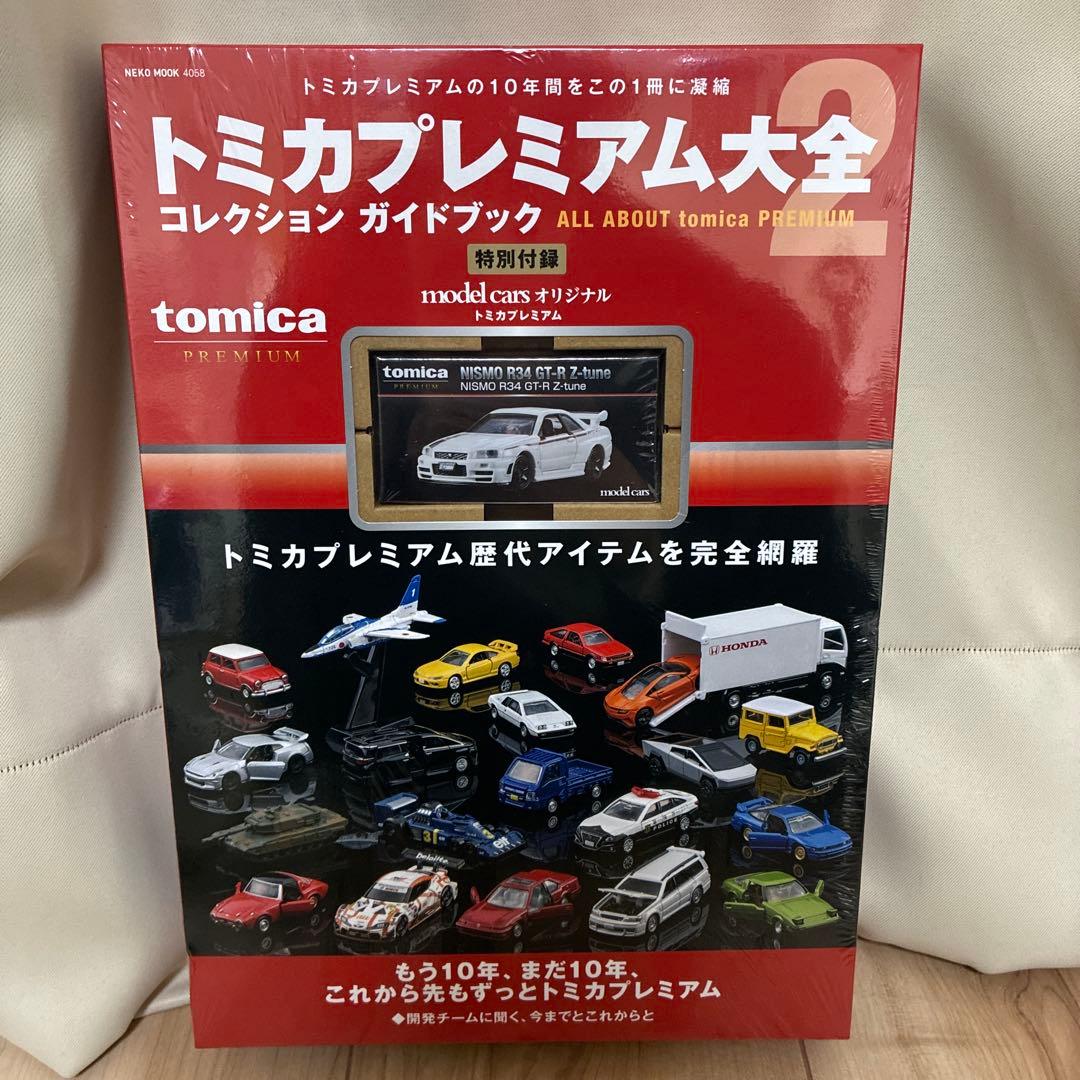 NEKO MOOK 4058
トミカプレミアムの10年間をこの1冊に凝縮
トミカプレミアム大全 2
コレクション ガイドブック ALL ABOUT tomica PREMIUM
特別付録
model cars オリジナル
トミカプレミアム
tomica
PREMIUM
tomica NISMO R34 GT-R Z-tune
PREMIUM NISMO R34 GT-R Z-tune
model cars
トミカプレミアム歴代アイテムを完全網羅
1
HONDA
3
elf
POLICE
Deloitte
もう10年、まだ10年、
これから先もずっとトミカプレミアム
◆開発チームに聞く、今までとこれからと